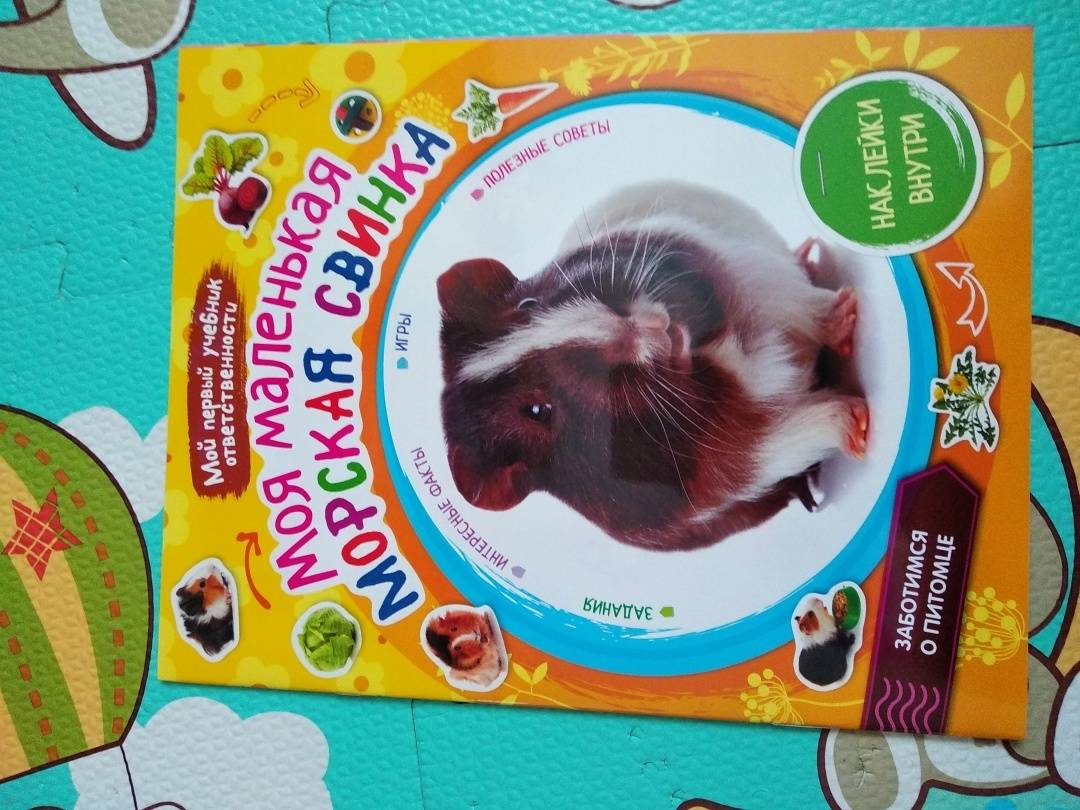 Мой первый учебник
ответственности
Моя маленькая
МОРСКАЯ СВИНКА
ЗАДАНИЯ
ИНТЕРЕСНЫЕ ФАКТЫ
ИГРЫ
ПОЛЕЗНЫЕ СОВЕТЫ
ЗАБОТИМСЯ
О ПИТОМЦЕ
НАКЛЕЙКИ
ВНУТРИ